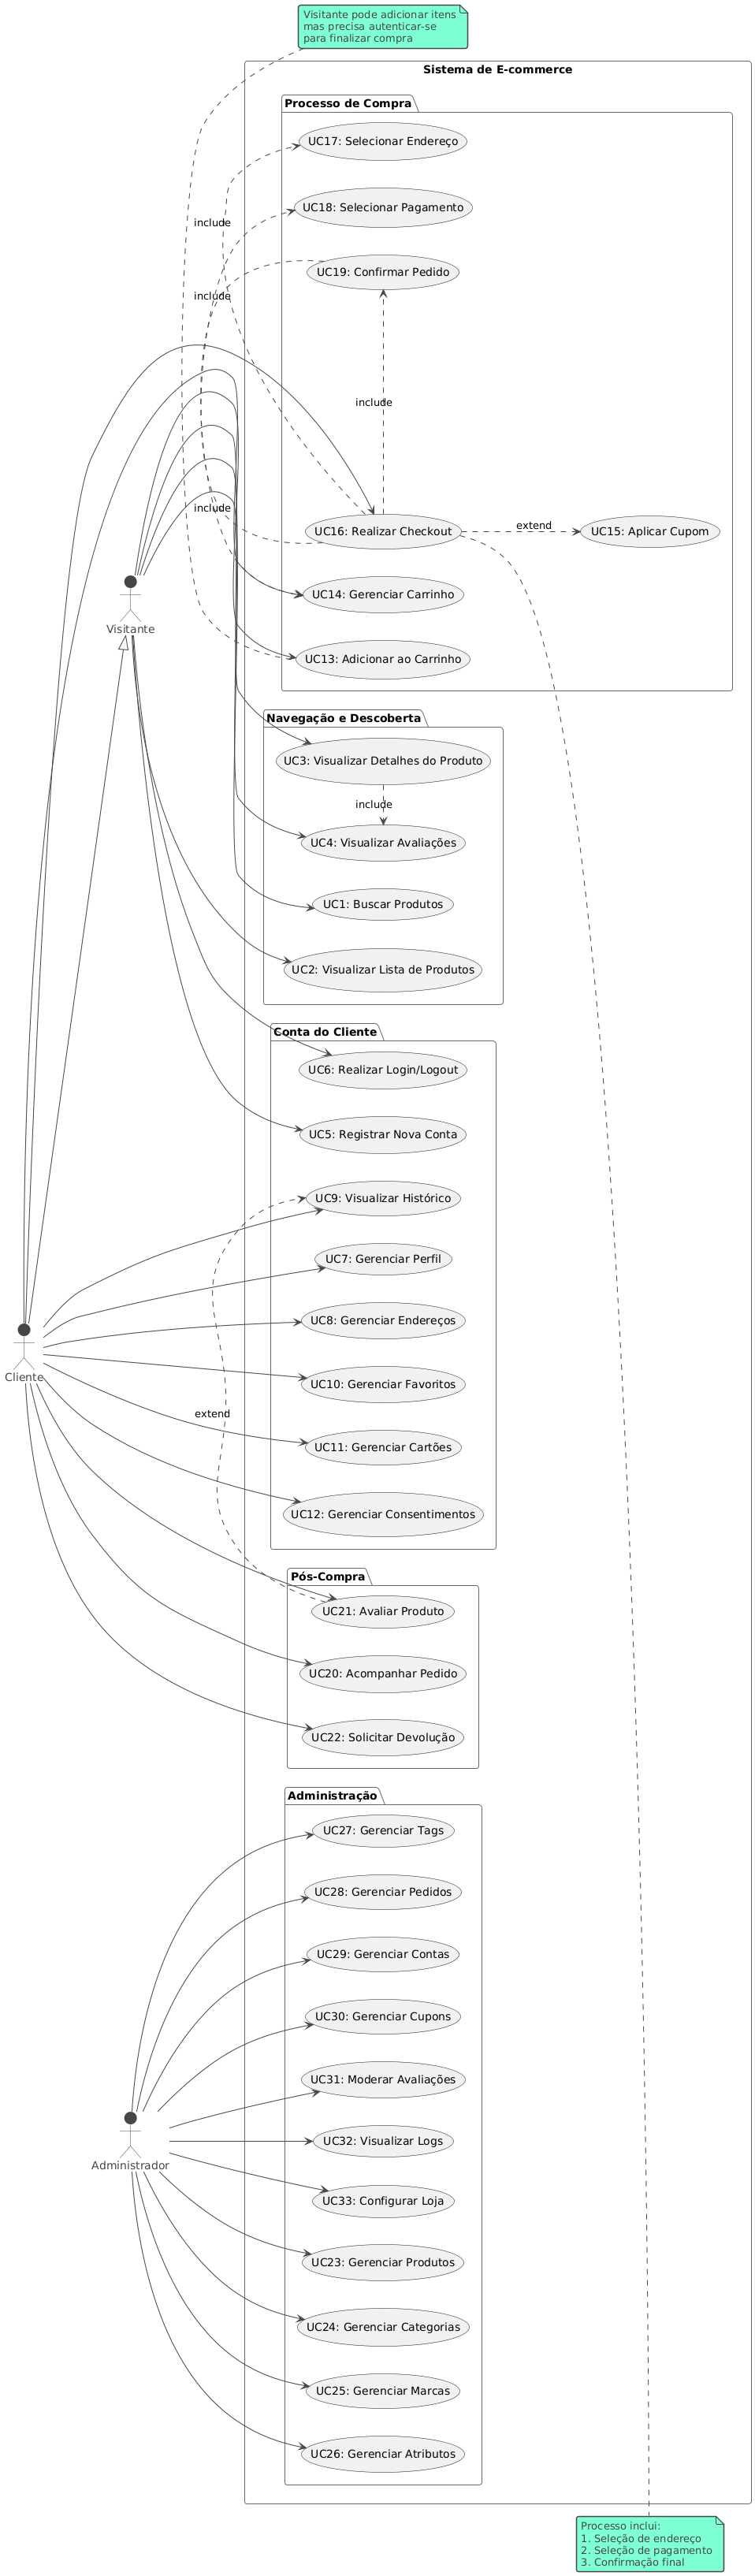 Visitante pode adicionar itens
mas precisa autenticar-se
para finalizar compra
Sistema de E-commerce
Processo de Compra
UC17: Selecionar Endereço
include
UC18: Selecionar Pagamento
UC19: Confirmar Pedido
include
include
include
UC16: Realizar Checkout
extend
UC15: Aplicar Cupom
UC14: Gerenciar Carrinho
Visitante
UC13: Adicionar ao Carrinho
Navegação e Descoberta
UC3: Visualizar Detalhes do Produto
include
UC4: Visualizar Avaliações
UC1: Buscar Produtos
UC2: Visualizar Lista de Produtos
Conta do Cliente
UC6: Realizar Login/Logout
UC5: Registrar Nova Conta
UC9: Visualizar Histórico
UC7: Gerenciar Perfil
UC8: Gerenciar Endereços
Cliente
UC10: Gerenciar Favoritos
extend
UC11: Gerenciar Cartões
UC12: Gerenciar Consentimentos
Pós-Compra
UC21: Avaliar Produto
UC20: Acompanhar Pedido
UC22: Solicitar Devolução
Administração
UC27: Gerenciar Tags
UC28: Gerenciar Pedidos
UC29: Gerenciar Contas
UC30: Gerenciar Cupons
UC31: Moderar Avaliações
UC32: Visualizar Logs
Administrador
UC33: Configurar Loja
UC23: Gerenciar Produtos
UC24: Gerenciar Categorias
UC25: Gerenciar Marcas
UC26: Gerenciar Atributos
Processo inclui:
1. Seleção de endereço
2. Seleção de pagamento
3. Confirmação final